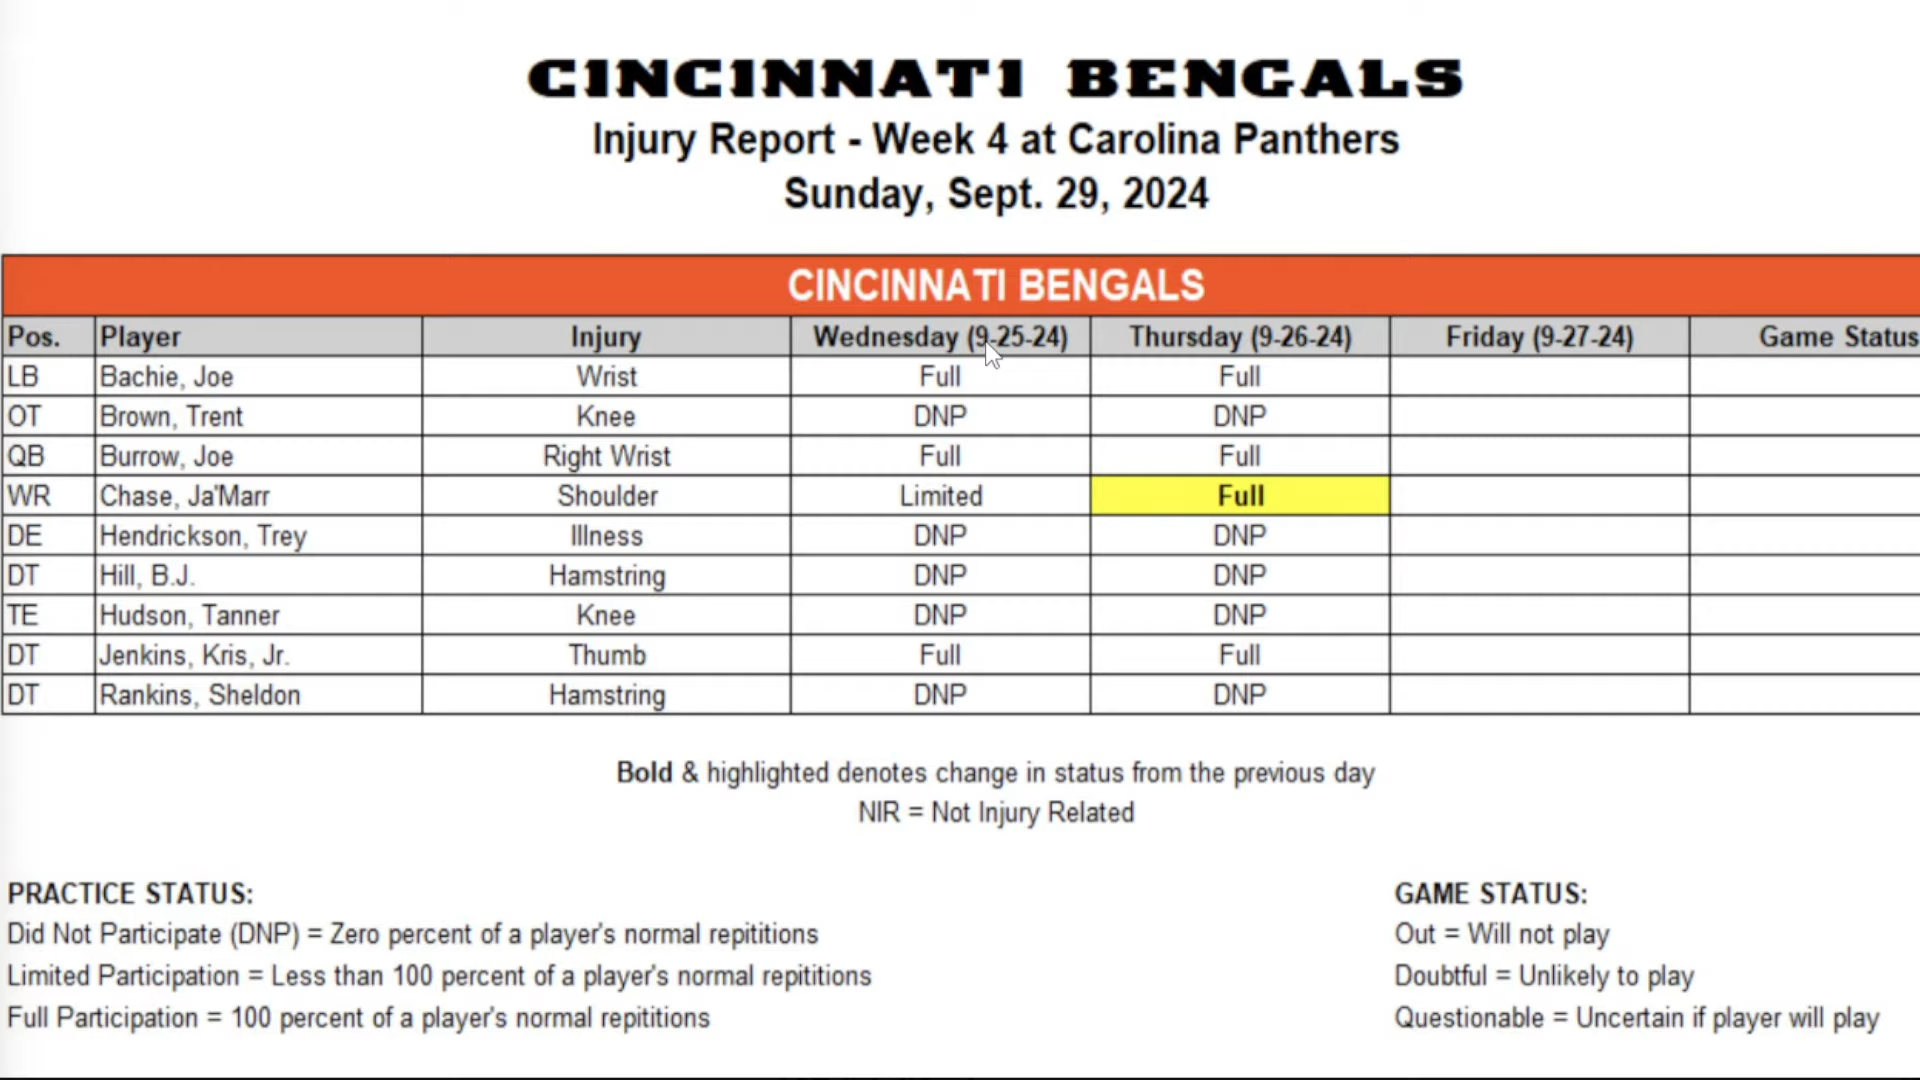 CINCINNATI BENGALS
Injury Report - Week 4 at Carolina Panthers
Sunday, Sept. 29, 2024
CINCINNATI BENGALS
Pos. Player Injury Wednesday (9-25-24) Thursday (9-26-24) Friday (9-27-24) Game Status
LB Bachie, Joe Wrist Full Full
OT Brown, Trent Knee DNP DNP
QB Burrow, Joe Right Wrist Full Full
WR Chase, Ja'Marr Shoulder Limited Full
DE Hendrickson, Trey Illness DNP DNP
DT Hill, B.J. Hamstring DNP DNP
TE Hudson, Tanner Knee DNP DNP
DT Jenkins, Kris, Jr. Thumb Full Full
DT Rankins, Sheldon Hamstring DNP DNP
Bold & highlighted denotes change in status from the previous day
NIR = Not Injury Related
PRACTICE STATUS:
Did Not Participate (DNP) = Zero percent of a player's normal repititions
Limited Participation = Less than 100 percent of a player's normal repititions
Full Participation = 100 percent of a player's normal repititions
GAME STATUS:
Out = Will not play
Doubtful = Unlikely to play
Questionable = Uncertain if player will play